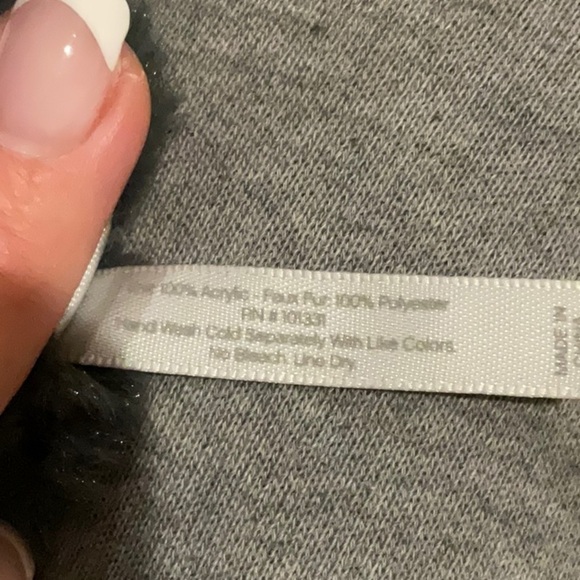 100% Acrylic - Faux Fur: 100% Polyester
RN # 101331
Hand Wash Cold Separately With Like Colors.
No Bleach. Line Dry.
MADE IN